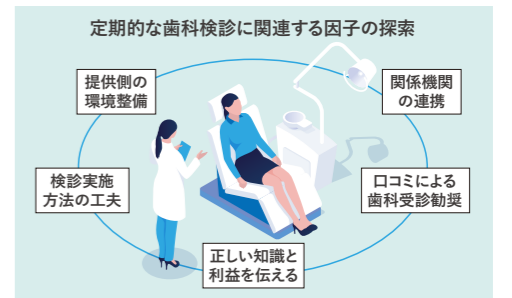 定期的な歯科検診に関連する因子の探索
提供側の
環境整備
関係機関
の連携
検診実施
方法の工夫
口コミによる
歯科受診勧奨
正しい知識と
利益を伝える